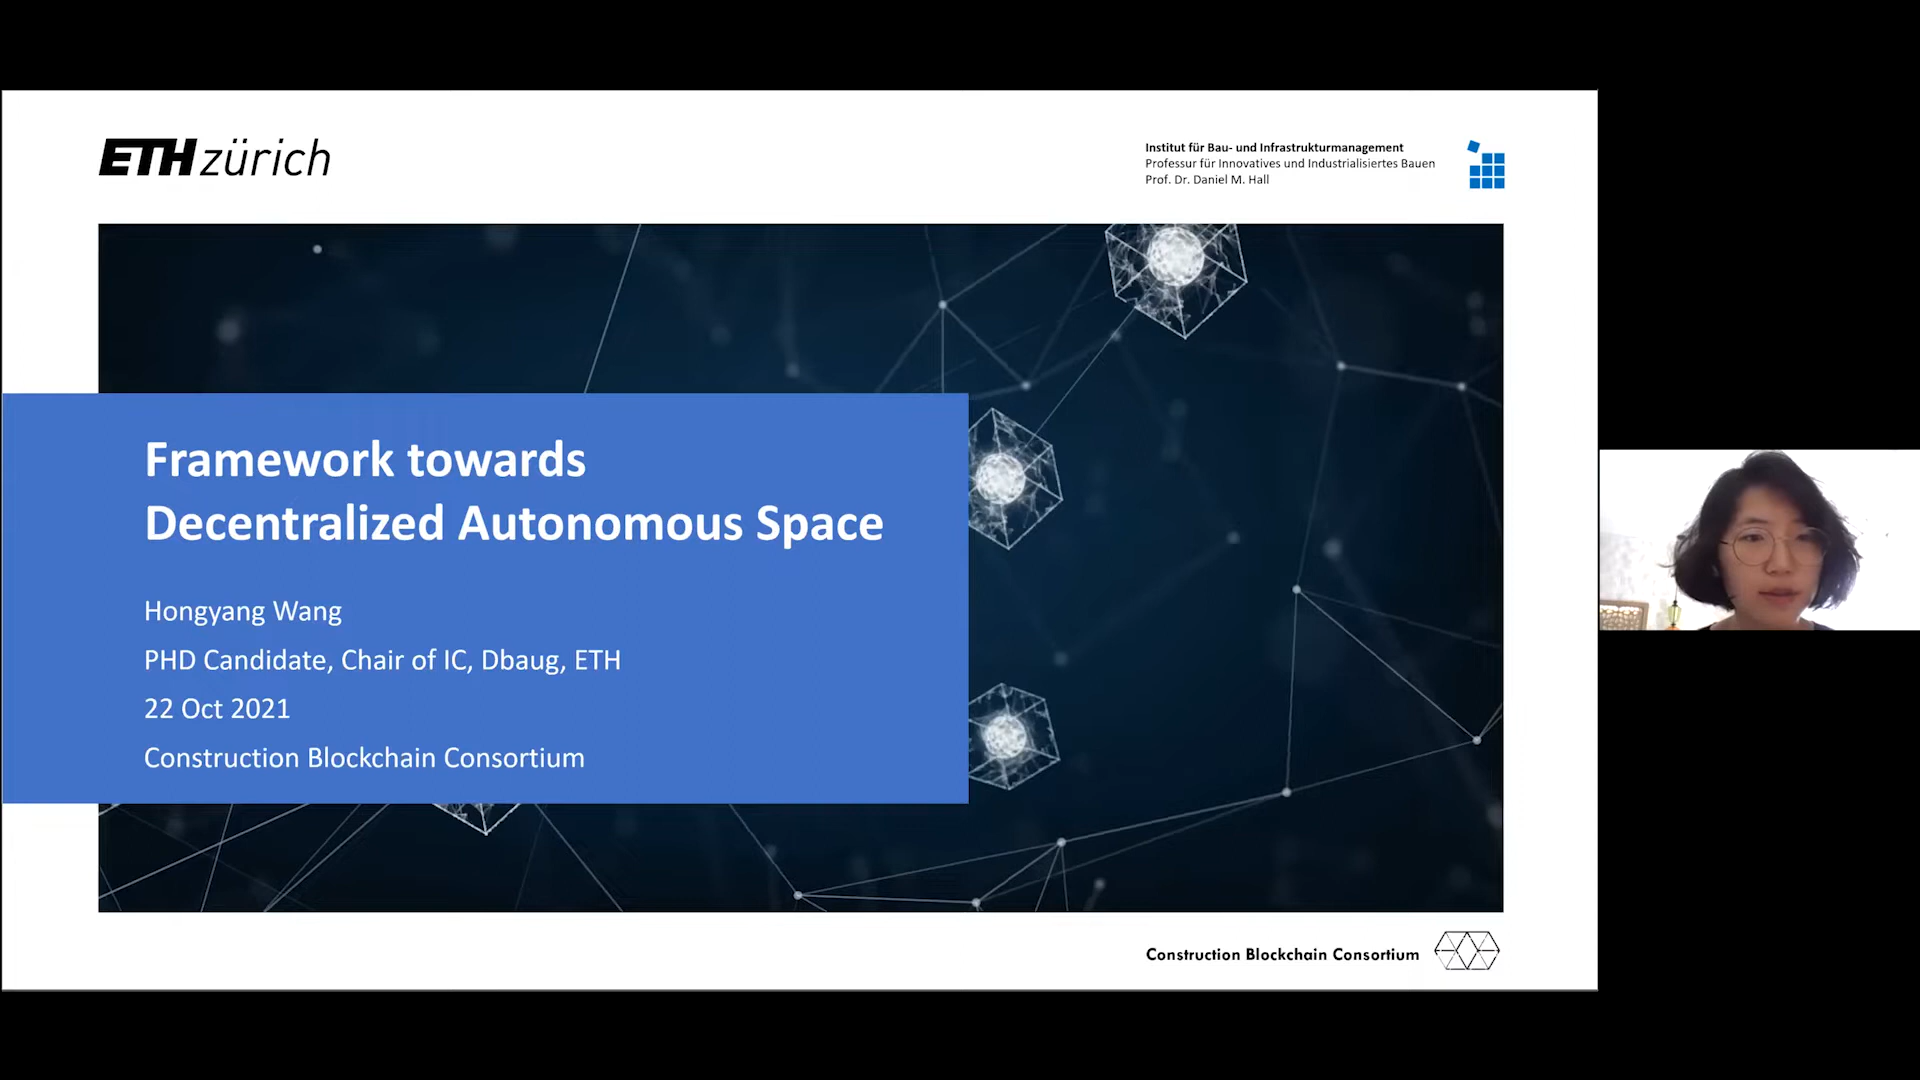 ETH zürich
Institut für Bau- und Infrastrukturmanagement
Professur für Innovatives und Industrialisiertes Bauen
Prof. Dr. Daniel M. Hall
Framework towards
Decentralized Autonomous Space
Hongyang Wang
PHD Candidate, Chair of IC, Dbaug, ETH
22 Oct 2021
Construction Blockchain Consortium
Construction Blockchain Consortium